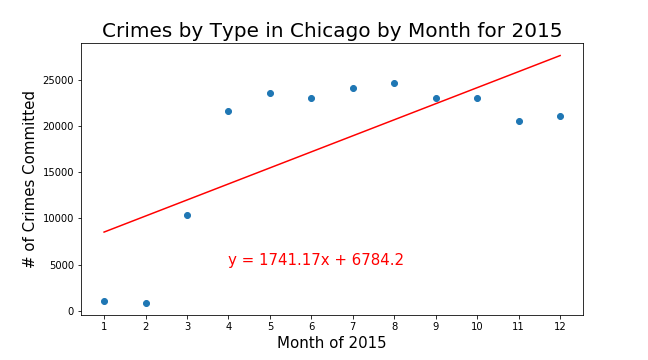 Crimes by Type in Chicago by Month for 2015
# of Crimes Committed
25000
20000
15000
10000
5000
0
y = 1741.17x + 6784.2
1 2 3 4 5 6 7 8 9 10 11 12
Month of 2015